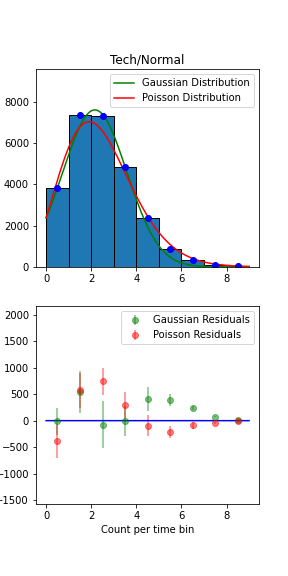 Tech/Normal
Gaussian Distribution
Poisson Distribution
8000
6000
4000
2000
0
0 2 4 6 8
Gaussian Residuals
Poisson Residuals
2000
1500
1000
500
0
−500
−1000
−1500
0 2 4 6 8
Count per time bin